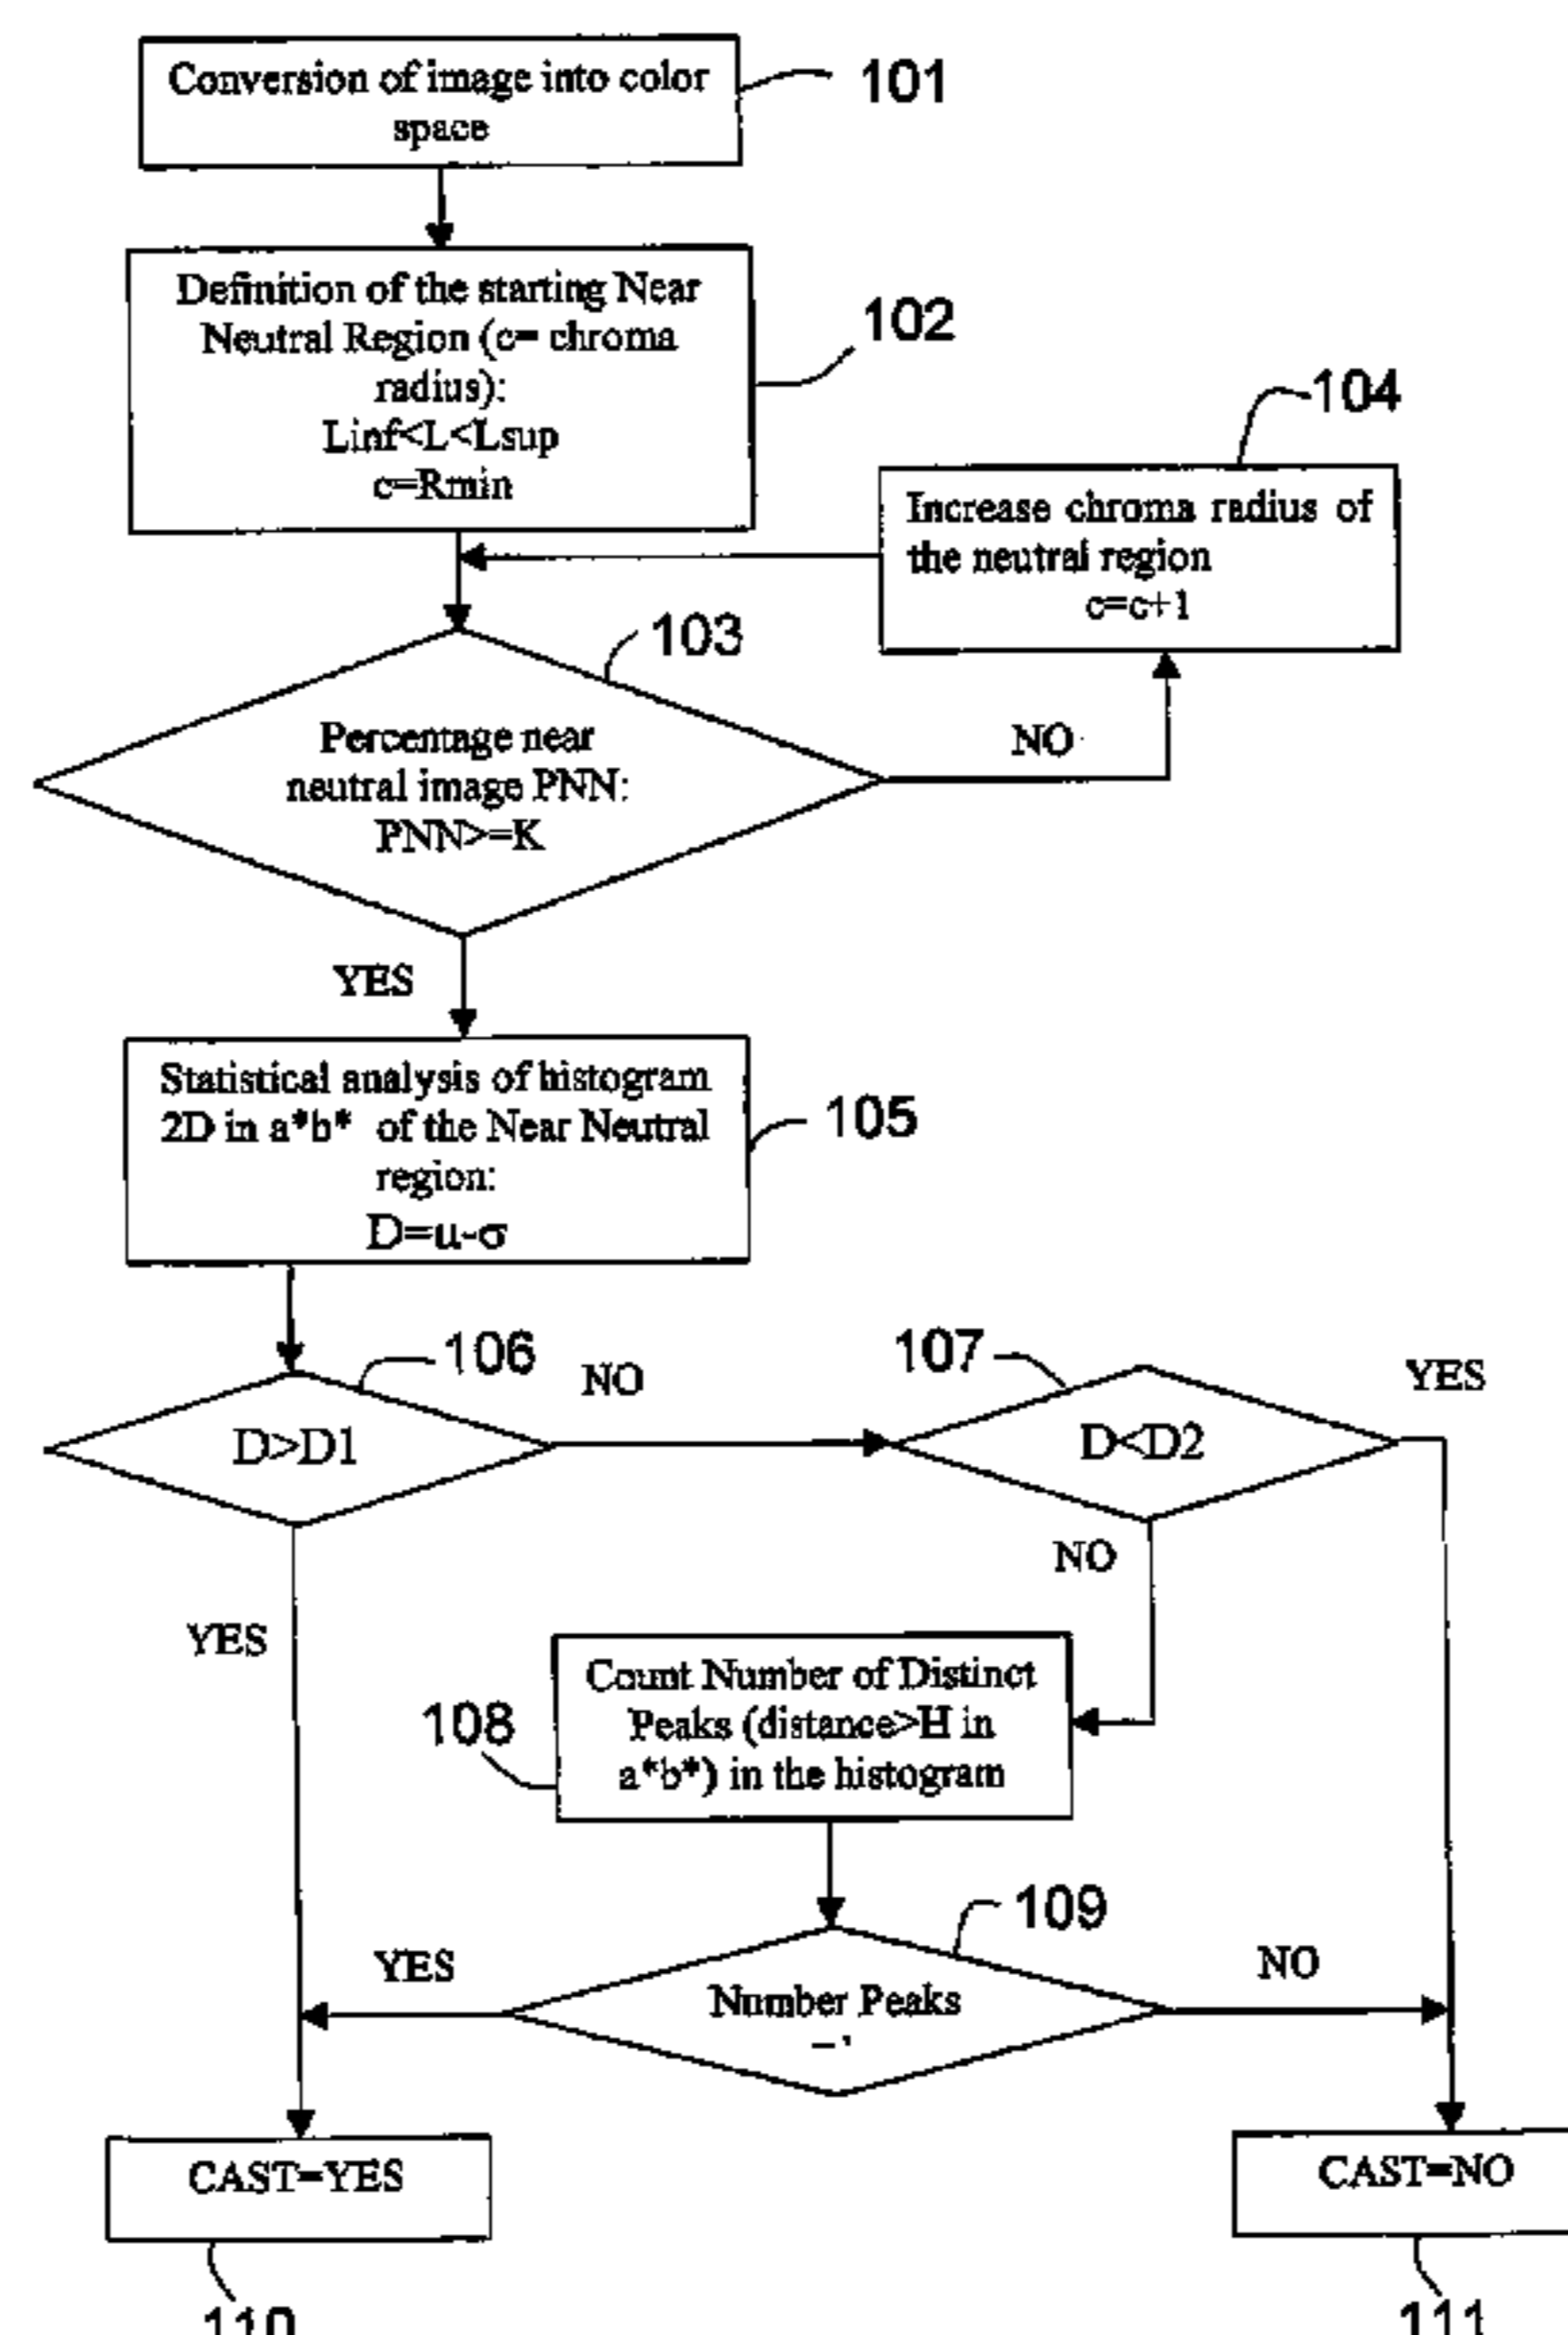 Conversion of image into color
space
101
Definition of the starting Near
Neutral Region (c= chroma
radius):
Linf<L<Lsup
c=Rmin
102
104
Increase chroma radius of
the neutral region
c=c+1
103
Percentage near
neutral image PNN:
PNN>=K
NO
YES
Statistical analysis of histogram
2D in a*b* of the Near Neutral
region:
D=μ-σ
105
106
D>D1
NO
107
D<D2
YES
NO
YES
Count Number of Distinct
Peaks (distance>H in
a*b*) in the histogram
108
109
YES
Number Peaks
NO
CAST=YES
CAST=NO
110
111